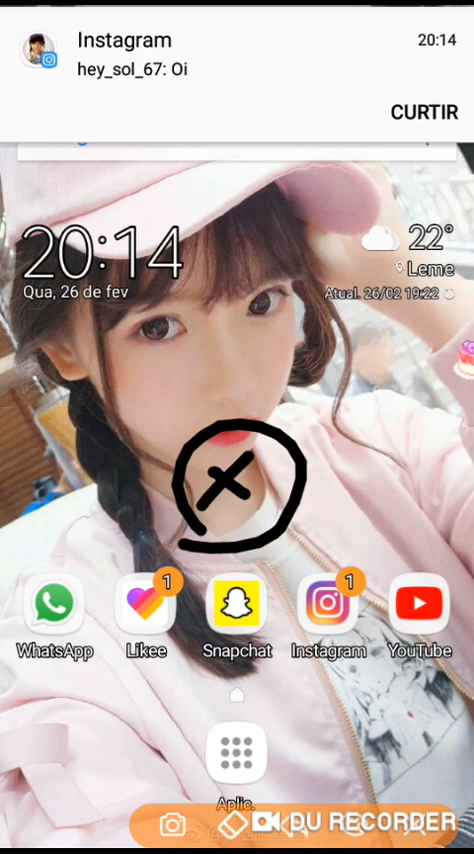 Instagram
20:14
hey_sol_67: Oi
CURTIR
20:14
22°
Leme
Qua, 26 de fev
Atual. 26/02 19:22
1
1
WhatsApp
Likee
Snapchat
Instagram
YouTube
Aplic.
DU RECORDER